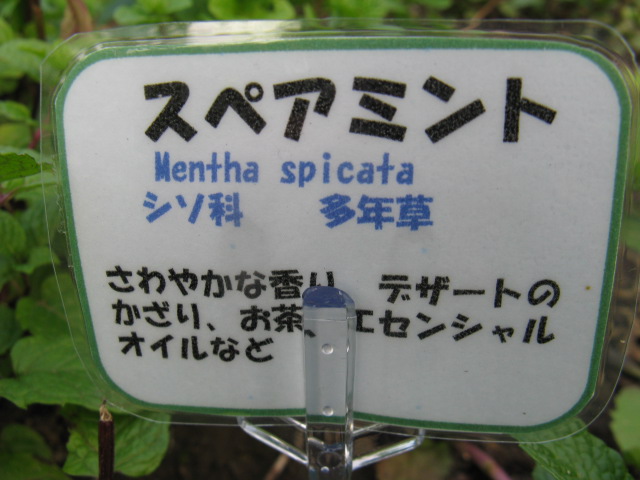 スペアミント
Mentha spicata
シソ科 多年草
さわやかな香り デザートの
かざり、お茶、エセンシャル
オイルなど